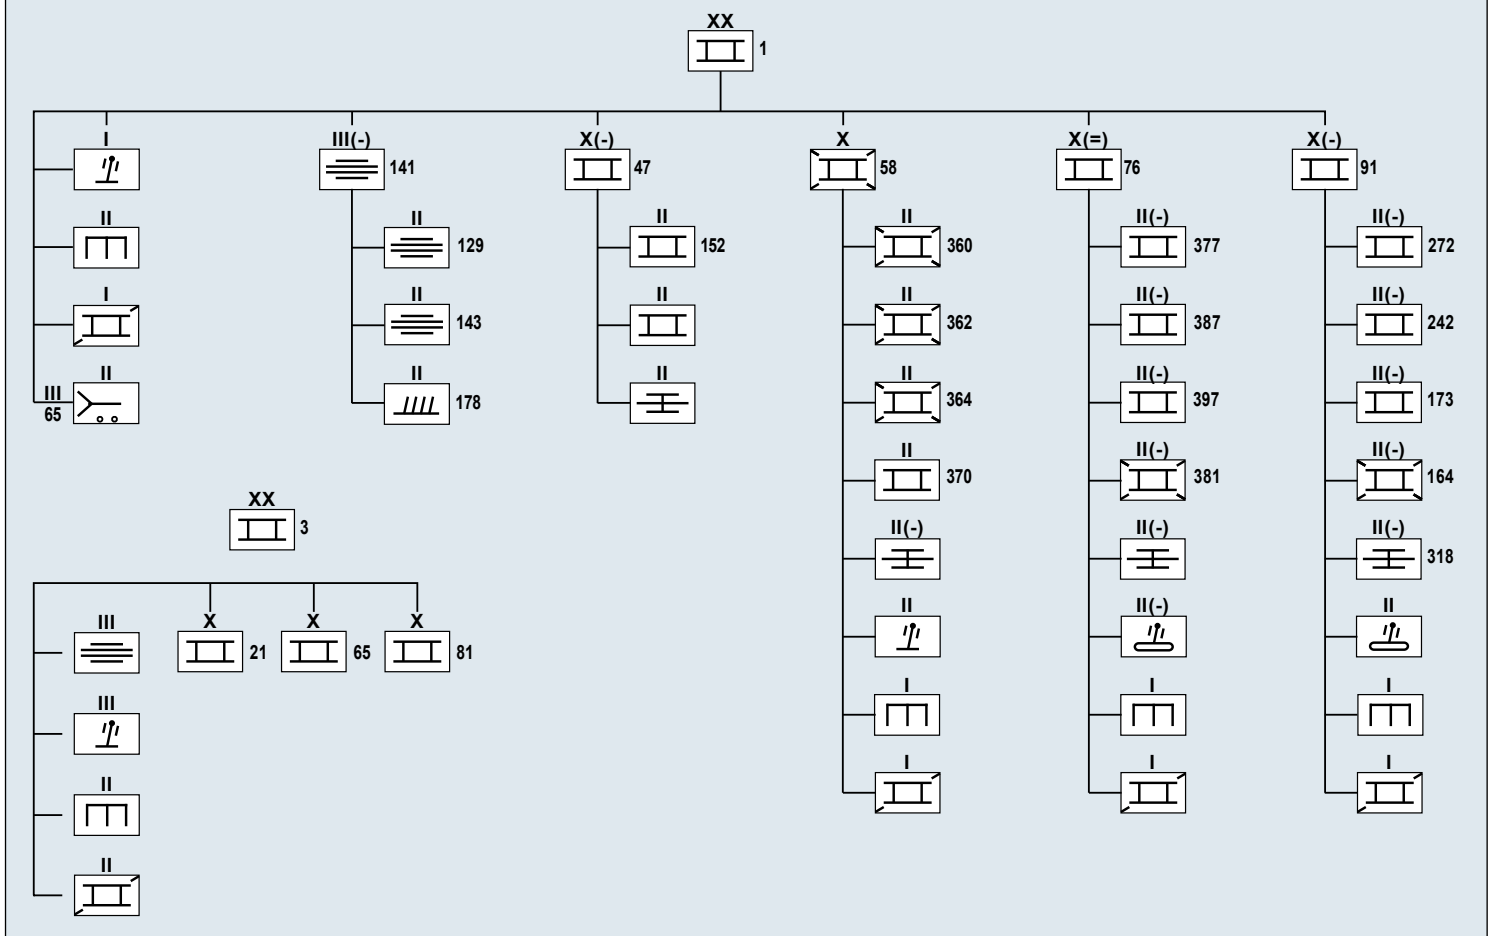 XX
1
I
III(-)
141
X(-)
47
X
58
X(=)
76
X(-)
91
II
II
129
II
152
II
360
II(-)
377
II(-)
272
I
II
143
II
II
362
II(-)
387
II(-)
242
III
65
II
II
178
II
II
364
II(-)
397
II(-)
173
II
370
II(-)
381
II(-)
164
XX
3
II(-)
II(-)
II(-)
318
III
X
21
X
65
X
81
II
II(-)
II
III
I
I
I
II
I
I
I
II